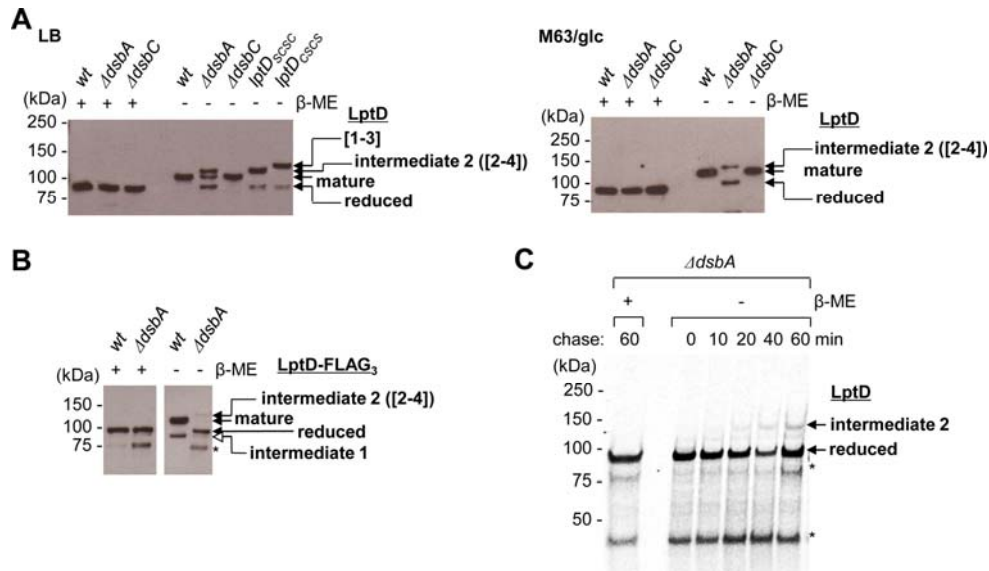 A
LB
wt
ΔdsbA
ΔdsbC
wt
ΔdsbA
ΔdsbC
lptD_SCSC
lptD_CSCS
(kDa)
+ + + - - - - - β-ME
250 -
150 -
100 -
75 -
LptD
[1-3]
intermediate 2 ([2-4])
mature
reduced
M63/glc
wt
ΔdsbA
ΔdsbC
wt
ΔdsbA
ΔdsbC
(kDa)
+ + + - - - β-ME
250 -
150 -
100 -
75 -
LptD
intermediate 2 ([2-4])
mature
reduced
B
wt
ΔdsbA
wt
ΔdsbA
(kDa)
+ + - - β-ME
150 -
100 -
75 -
LptD-FLAG3
intermediate 2 ([2-4])
mature
reduced
intermediate 1
*
C
ΔdsbA
+ - β-ME
chase: 60 0 10 20 40 60 min
(kDa)
250 -
150 -
100 -
75 -
50 -
LptD
intermediate 2
reduced
*
*